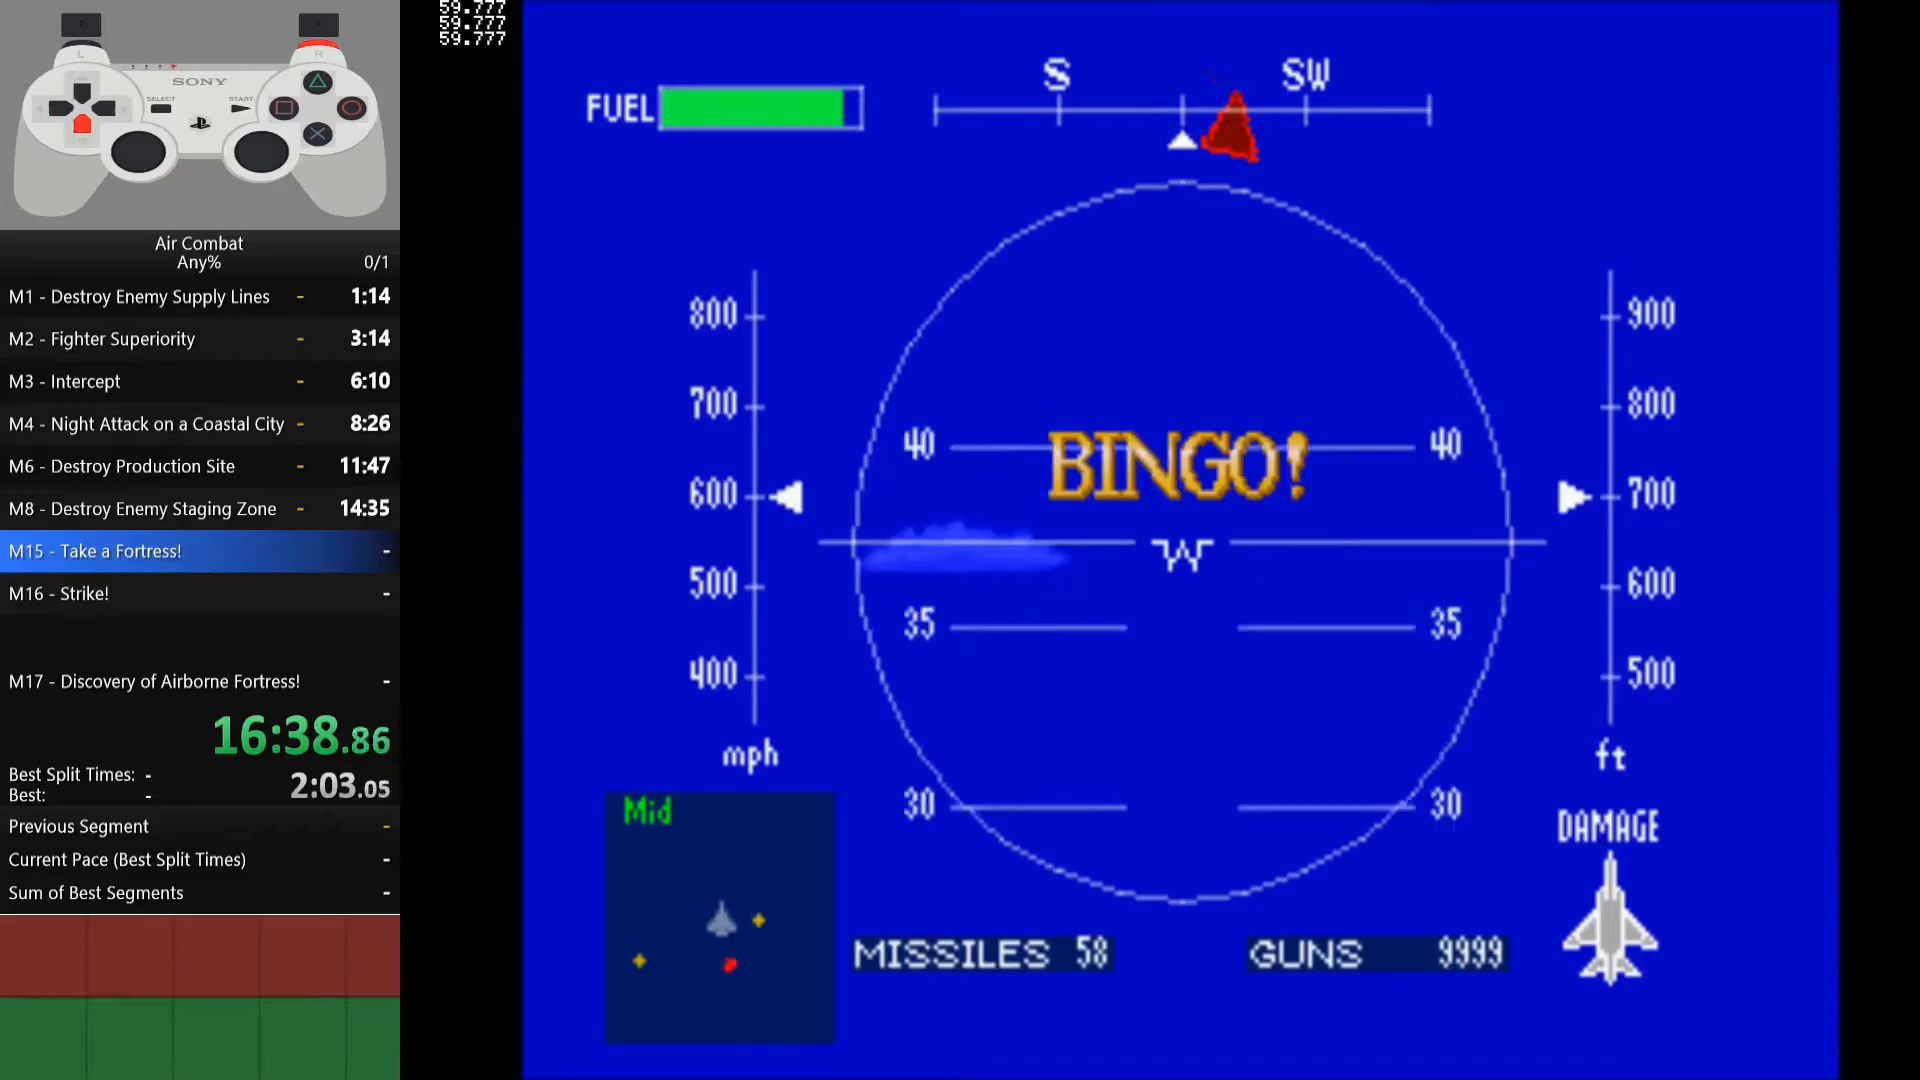 59.777
59.777
59.777
L
R
SONY
SELECT
START
Air Combat
Any%
0/1
M1 - Destroy Enemy Supply Lines - 1:14
M2 - Fighter Superiority - 3:14
M3 - Intercept - 6:10
M4 - Night Attack on a Coastal City - 8:26
M6 - Destroy Production Site - 11:47
M8 - Destroy Enemy Staging Zone - 14:35
M15 - Take a Fortress! -
M16 - Strike! -
M17 - Discovery of Airborne Fortress! -
16:38.86
Best Split Times: -
Best: -
2:03.05
Previous Segment -
Current Pace (Best Split Times) -
Sum of Best Segments -
FUEL
S
SW
800
700
600
500
400
mph
40
40
BINGO!
35
35
30
30
900
800
700
600
500
ft
Mid
MISSILES 58
GUNS 9999
DAMAGE